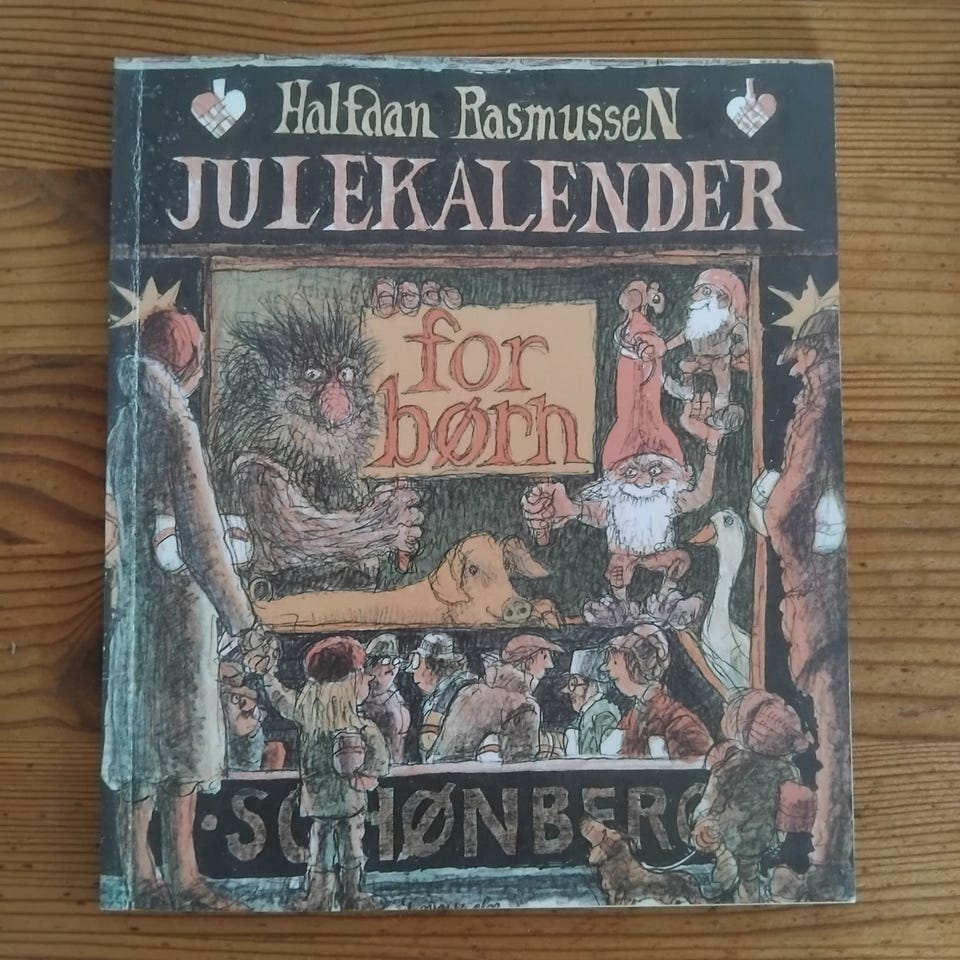 Halfdan Rasmussen
JULEKALENDER
for
børn
SCHØNBERG